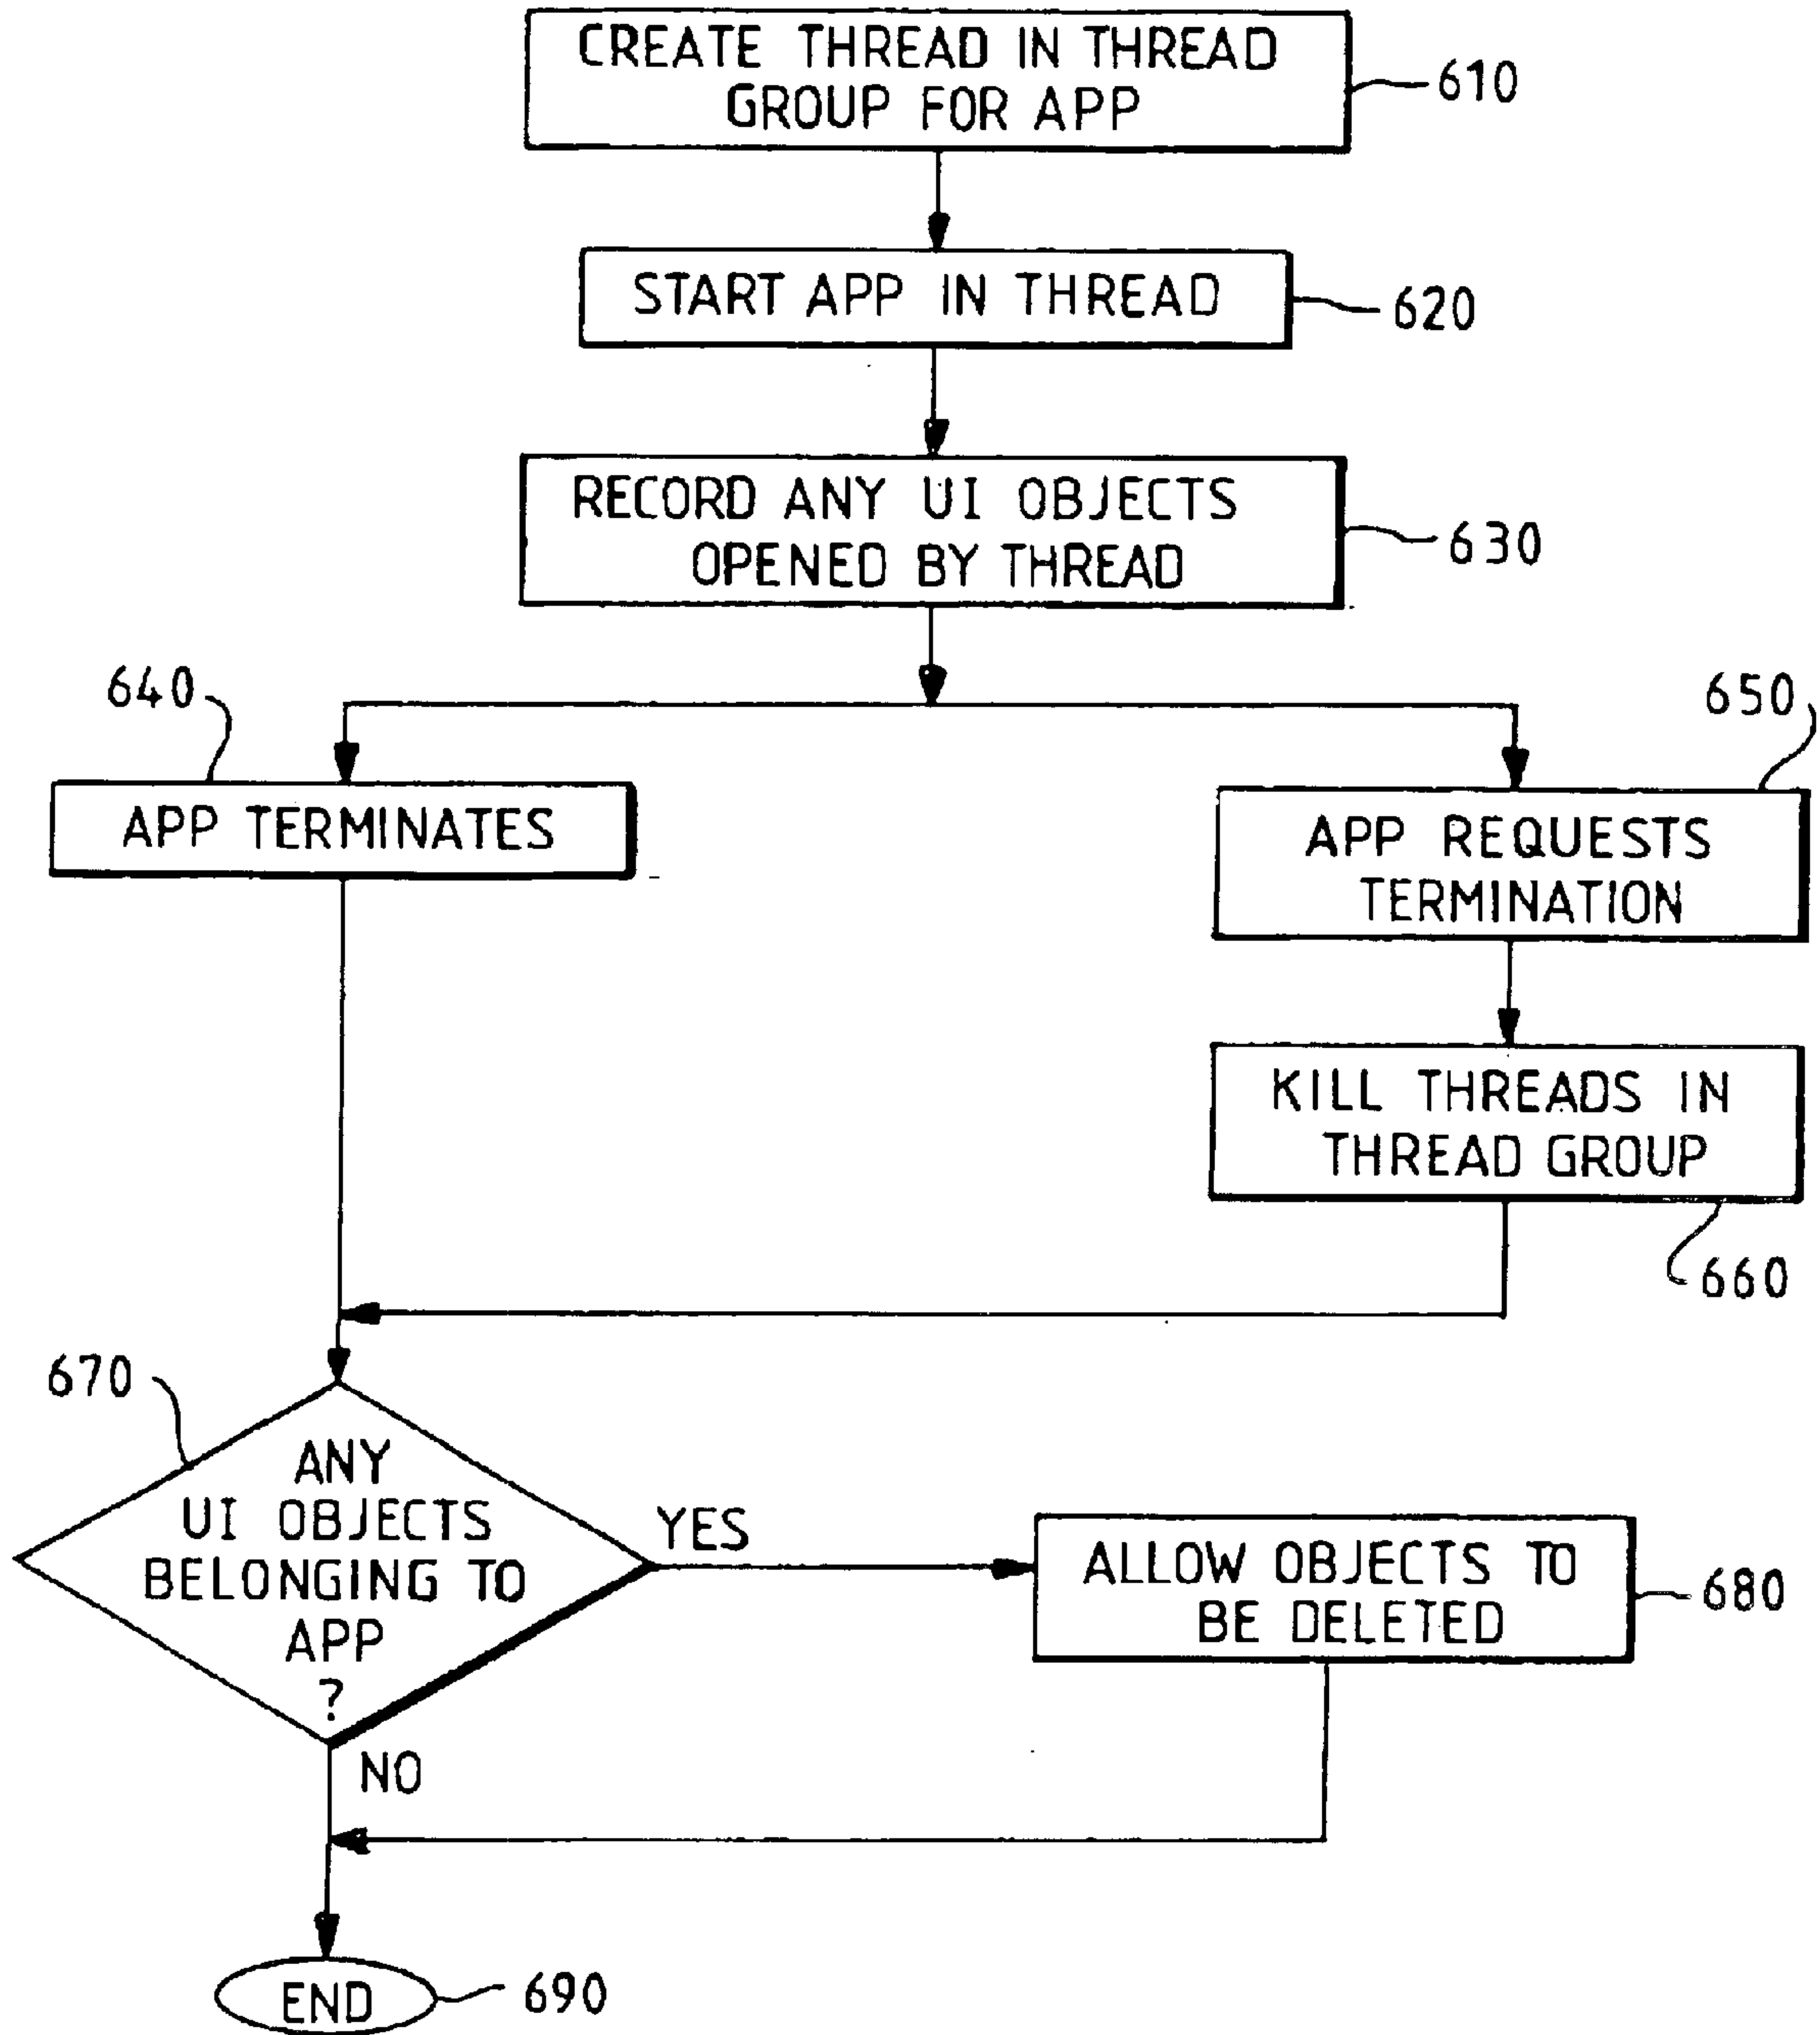 CREATE THREAD IN THREAD
GROUP FOR APP
610
START APP IN THREAD
620
RECORD ANY UI OBJECTS
OPENED BY THREAD
630
640
APP TERMINATES
650
APP REQUESTS
TERMINATION
KILL THREADS IN
THREAD GROUP
660
670
ANY
UI OBJECTS
BELONGING TO
APP
?
YES
NO
ALLOW OBJECTS TO
BE DELETED
680
END
690